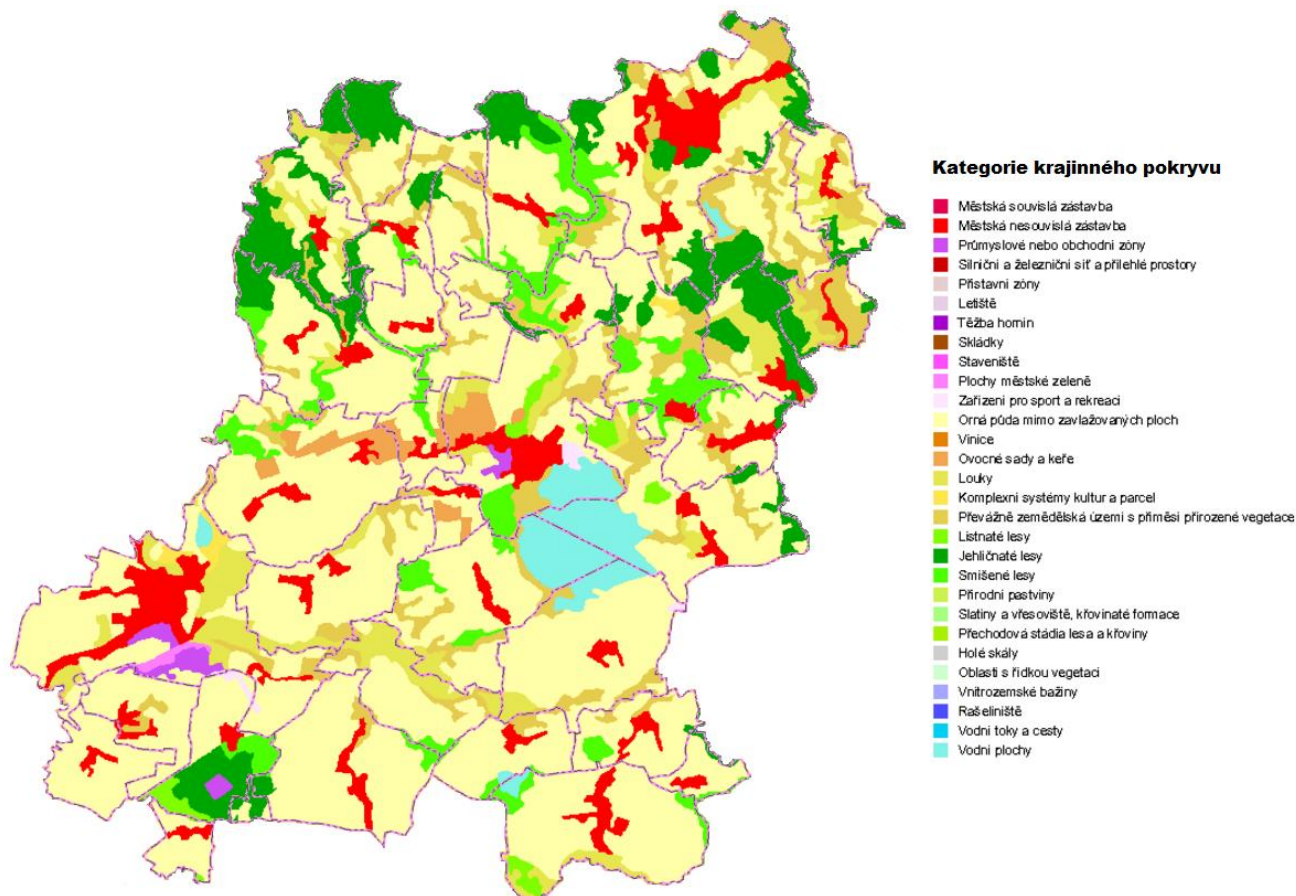 Kategorie krajinného pokryvu
Městská souvislá zástavba
Městská nesouvislá zástavba
Průmyslové nebo obchodní zóny
Silniční a železniční síť a přilehlé prostory
Přístavní zóny
Letiště
Těžba hornin
Skládky
Staveniště
Plochy městské zeleně
Zařízení pro sport a rekreaci
Orná půda mimo zavlažovaných ploch
Vinice
Ovocné sady a keře
Louky
Komplexní systémy kultur a parcel
Převážně zemědělská území s příměsí přirozené vegetace
Listnaté lesy
Jehličnaté lesy
Smíšené lesy
Přírodní pastviny
Slatiny a vřesoviště, křovinaté formace
Přechodová stádia lesa a křoviny
Holé skály
Oblasti s řídkou vegetací
Vnitrozemské bažiny
Rašeliniště
Vodní toky a cesty
Vodní plochy